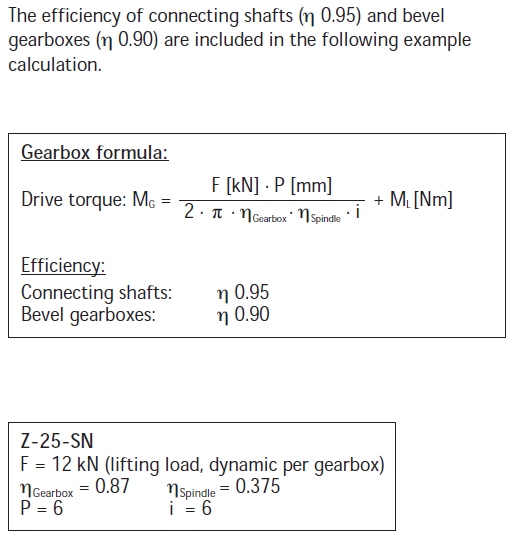 The efficiency of connecting shafts (η 0.95) and bevel
gearboxes (η 0.90) are included in the following example
calculation.
Gearbox formula:
F [kN] · P [mm]
Drive torque: MG = + ML [Nm]
2 · π · ηGearbox · ηSpindle · i
Efficiency:
Connecting shafts: η 0.95
Bevel gearboxes: η 0.90
Z-25-SN
F = 12 kN (lifting load, dynamic per gearbox)
ηGearbox = 0.87 ηSpindle = 0.375
P = 6 i = 6